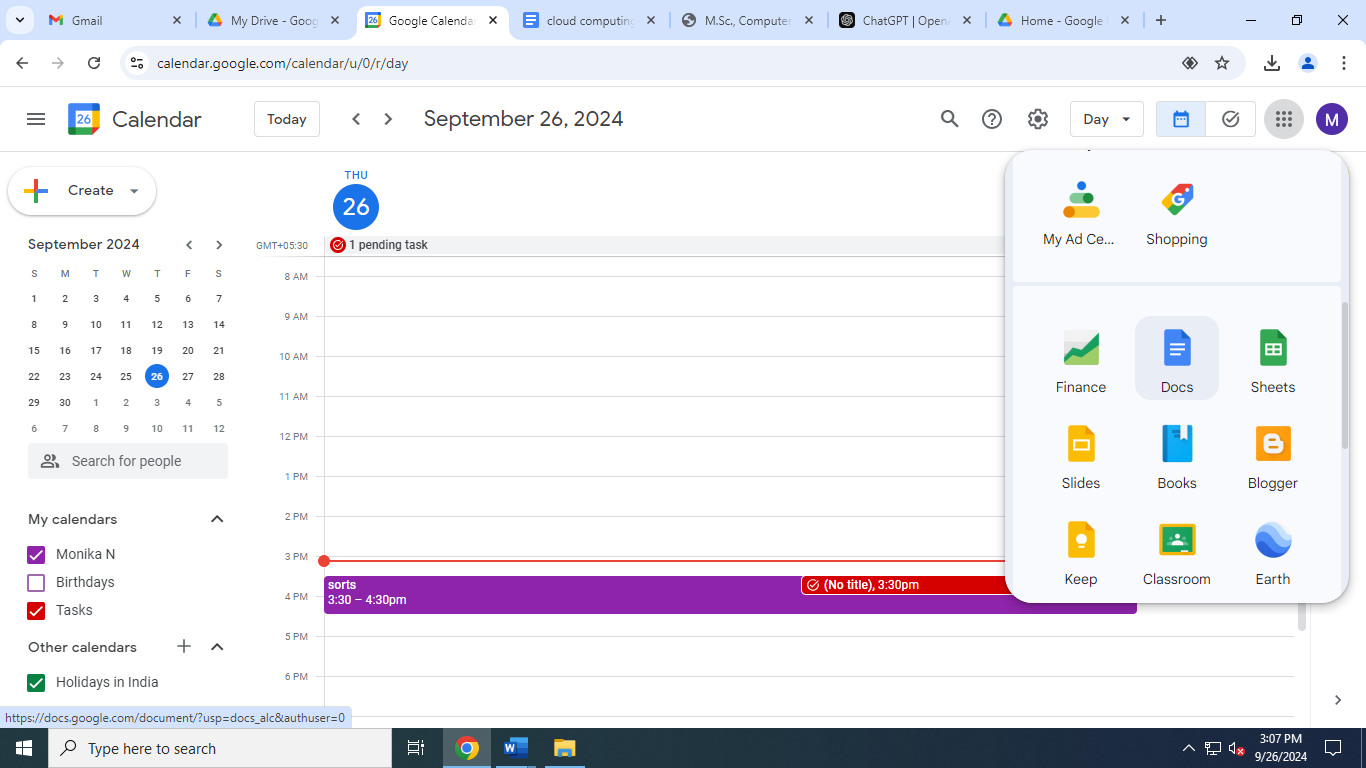 Gmail
My Drive - Goog
Google Calenda
cloud computing
M.Sc., Computer
ChatGPT | OpenA
Home - Google
calendar.google.com/calendar/u/0/r/day
26
Calendar
Today
September 26, 2024
Day
M
Create
September 2024
S M T W T F S
1 2 3 4 5 6 7
8 9 10 11 12 13 14
15 16 17 18 19 20 21
22 23 24 25 26 27 28
29 30 1 2 3 4 5
6 7 8 9 10 11 12
Search for people
My calendars
Monika N
Birthdays
Tasks
Other calendars
Holidays in India
THU
26
GMT+05:30
1 pending task
8 AM
9 AM
10 AM
11 AM
12 PM
1 PM
2 PM
3 PM
sorts
3:30 – 4:30pm
(No title), 3:30pm
4 PM
5 PM
6 PM
My Ad Ce...
Shopping
Finance
Docs
Sheets
Slides
Books
Blogger
Keep
Classroom
Earth
https://docs.google.com/document/?usp=docs_alc&authuser=0
Type here to search
3:07 PM
9/26/2024